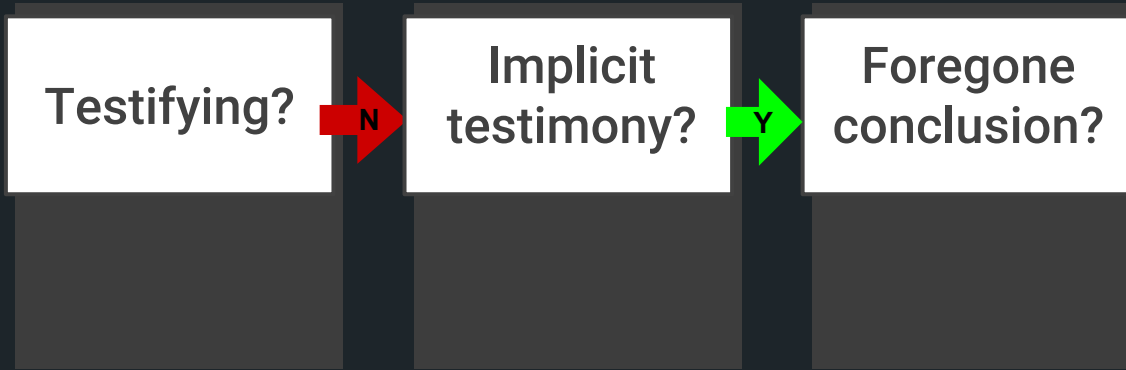 Testifying?
N
Implicit
testimony?
Y
Foregone
conclusion?